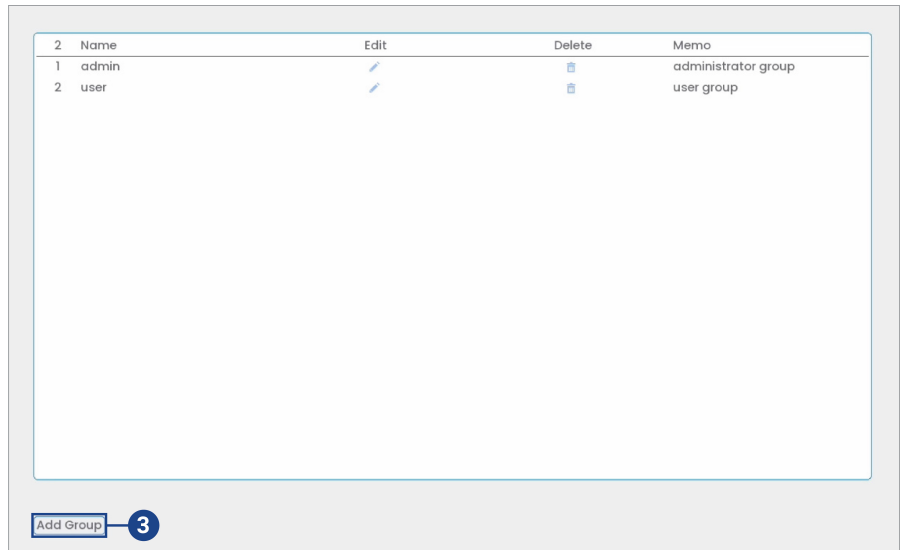 2 Name Edit Delete Memo
1 admin administrator group
2 user user group
Add Group 3